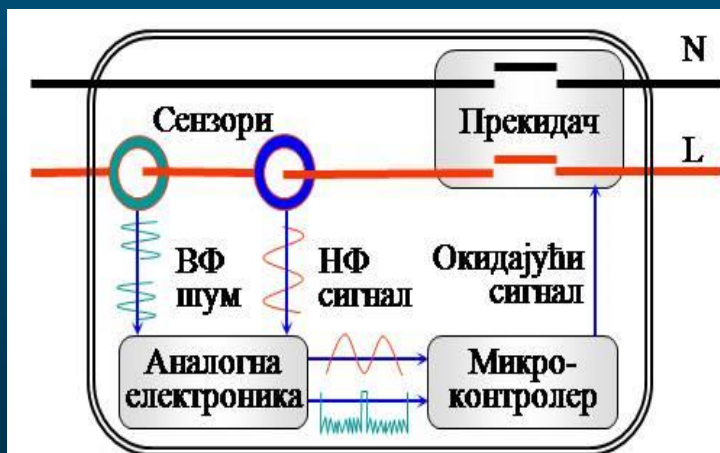 N
Сензори
Прекидач
L
ВФ
шум
НФ
сигнал
Окидајући
сигнал
Аналогна
електроника
Микро-
контролер